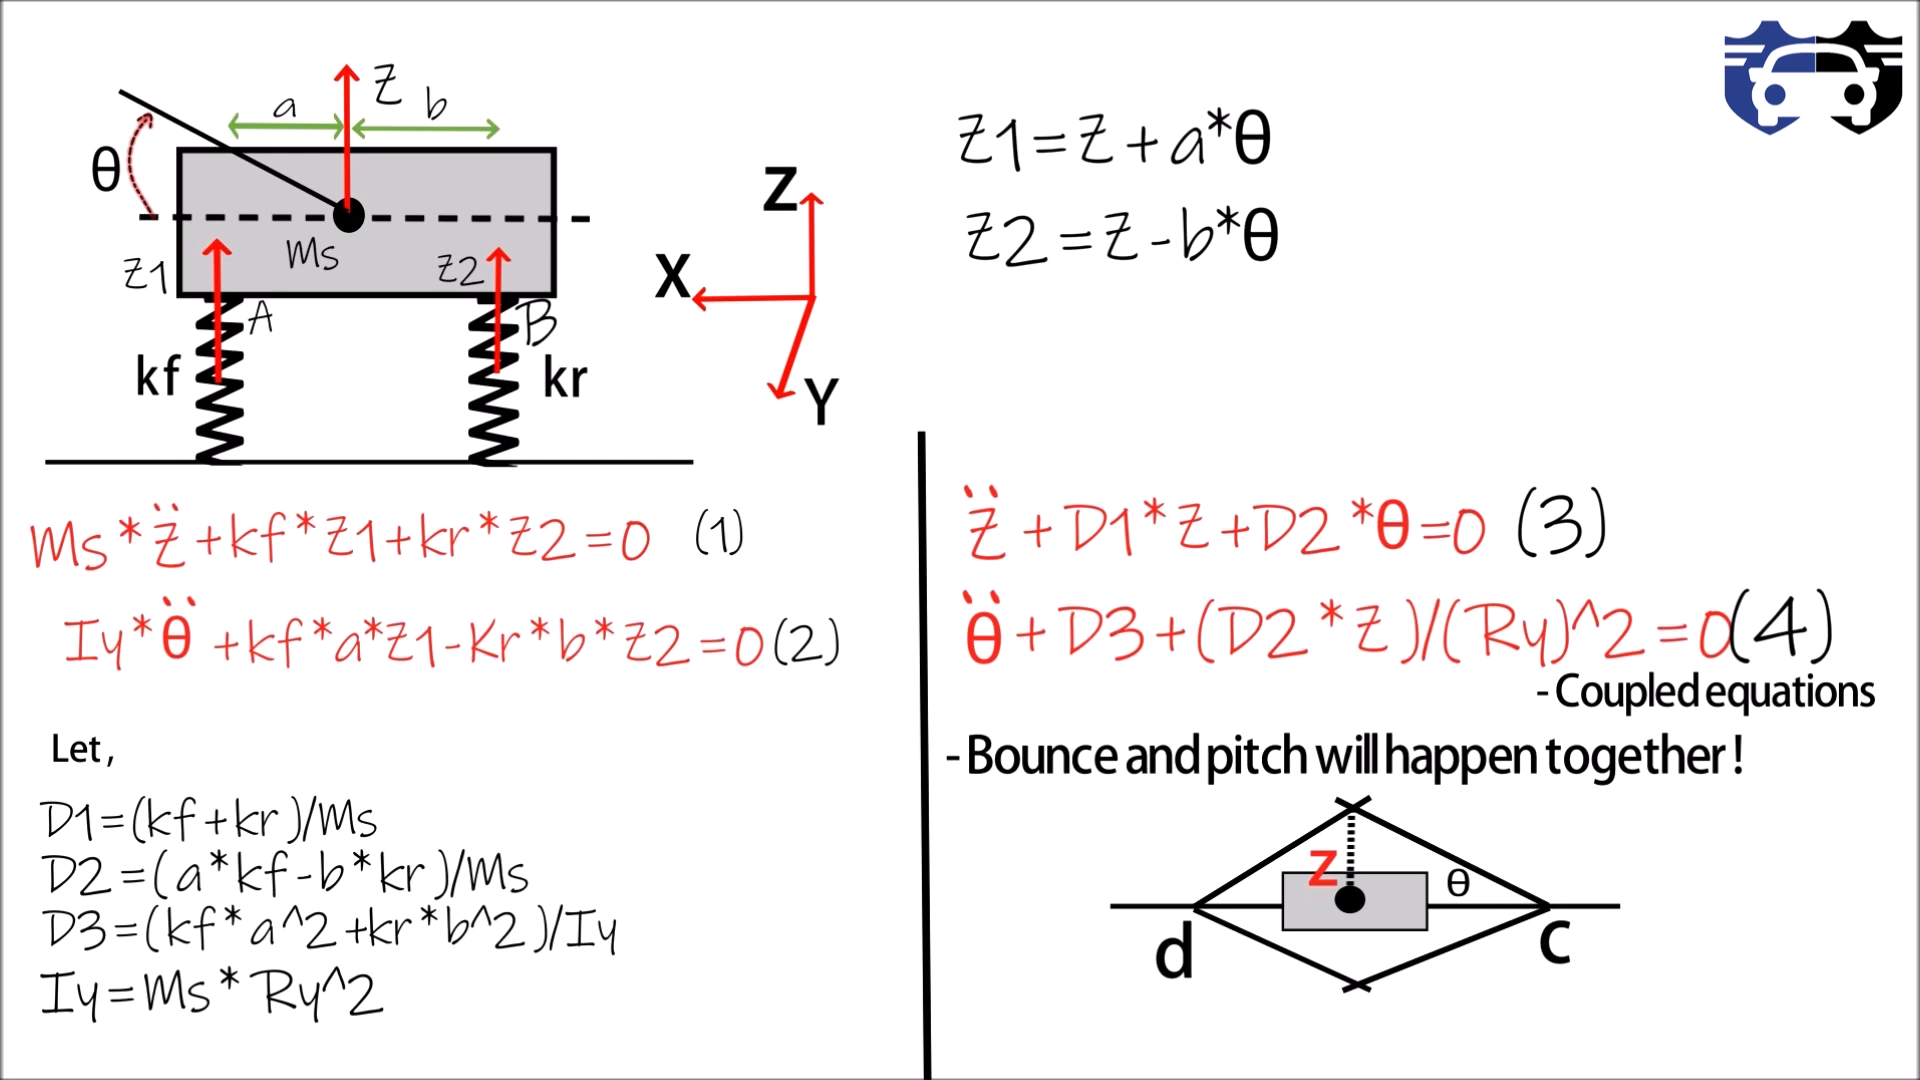 Z
a
b
θ
Ms
Z1
Z2
A
B
kf
kr
Z
X
Y
Z1=Z+a*θ
Z2=Z-b*θ
Ms*Z̈+kf*Z1+kr*Z2=0 (1)
Iy*θ̈+kf*a*Z1-Kr*b*Z2=0(2)
Let,
D1=(kf+kr)/Ms
D2=(a*kf-b*kr)/Ms
D3=(kf*a^2+kr*b^2)/Iy
Iy=Ms*Ry^2
Z̈+D1*Z+D2*θ=0 (3)
θ̈+D3+(D2*Z)/(Ry)^2=0(4)
- Coupled equations
- Bounce and pitch will happen together!
Z
θ
d
c